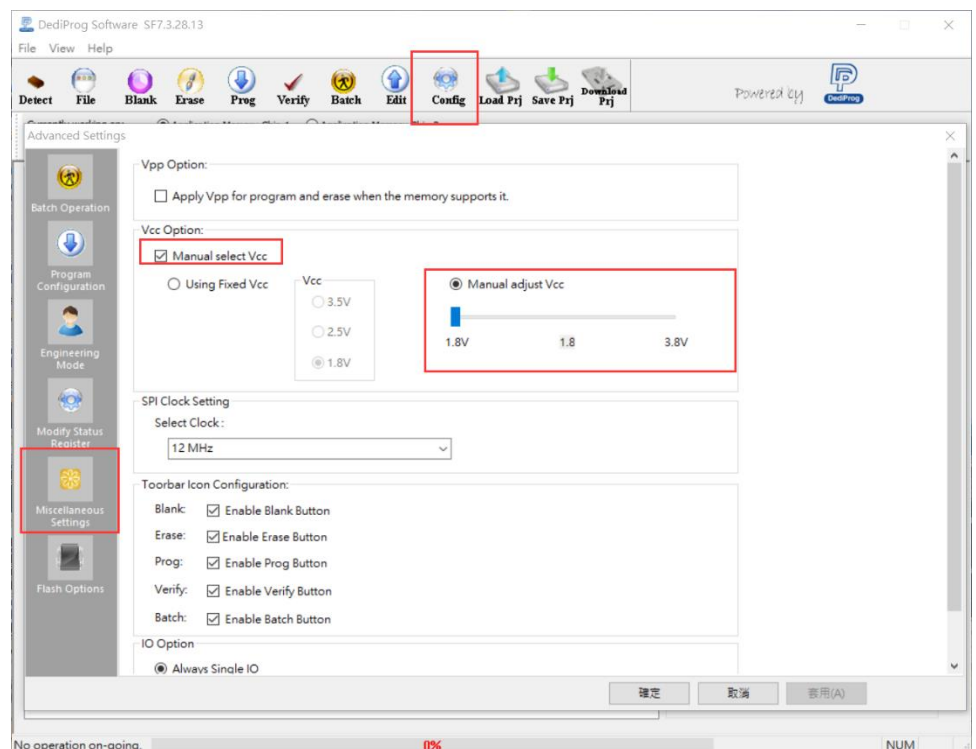 DediProg Software SF7.3.28.13
File View Help
Detect File Blank Erase Prog Verify Batch Edit Config Load Prj Save Prj Download Prj
Powered by DediProg
Advanced Settings
Batch Operation
Program Configuration
Engineering Mode
Modify Status Register
Miscellaneous Settings
Flash Options
Vpp Option:
Apply Vpp for program and erase when the memory supports it.
Vcc Option:
Manual select Vcc
Using Fixed Vcc
Vcc
3.5V
2.5V
1.8V
Manual adjust Vcc
1.8V 1.8 3.8V
SPI Clock Setting
Select Clock :
12 MHz
Toorbar Icon Configuration:
Blank: Enable Blank Button
Erase: Enable Erase Button
Prog: Enable Prog Button
Verify: Enable Verify Button
Batch: Enable Batch Button
IO Option
Always Single IO
確定 取消 套用(A)
No operation on-going. 0% NUM